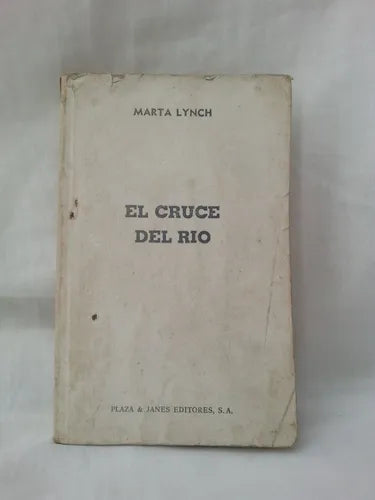 MARTA LYNCH
EL CRUCE
DEL RIO
PLAZA & JANES EDITORES, S.A.